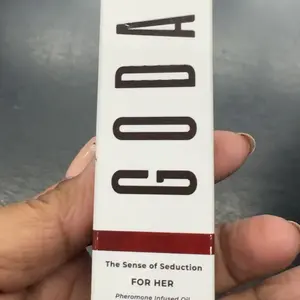 GODA
The Sense of Seduction
FOR HER
Pheromone Infused Oil